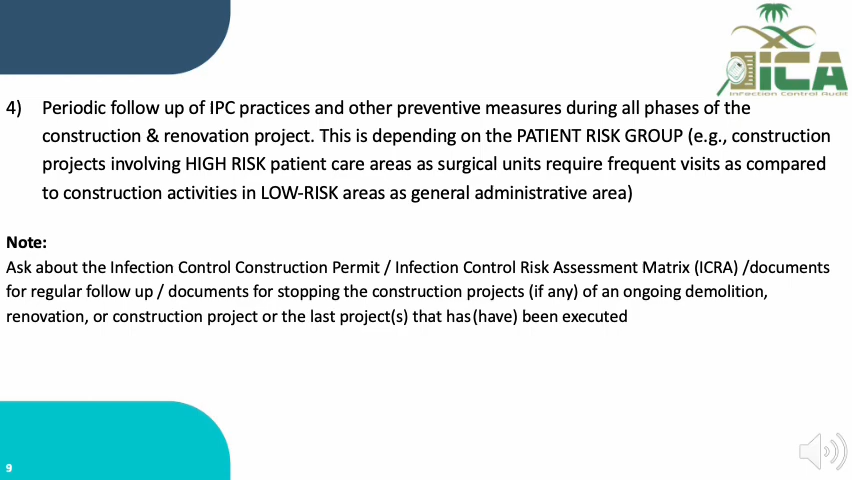 iCA
Infection Control Audit
4) Periodic follow up of IPC practices and other preventive measures during all phases of the
construction & renovation project. This is depending on the PATIENT RISK GROUP (e.g., construction
projects involving HIGH RISK patient care areas as surgical units require frequent visits as compared
to construction activities in LOW-RISK areas as general administrative area)
Note:
Ask about the Infection Control Construction Permit / Infection Control Risk Assessment Matrix (ICRA) /documents
for regular follow up / documents for stopping the construction projects (if any) of an ongoing demolition,
renovation, or construction project or the last project(s) that has (have) been executed
9